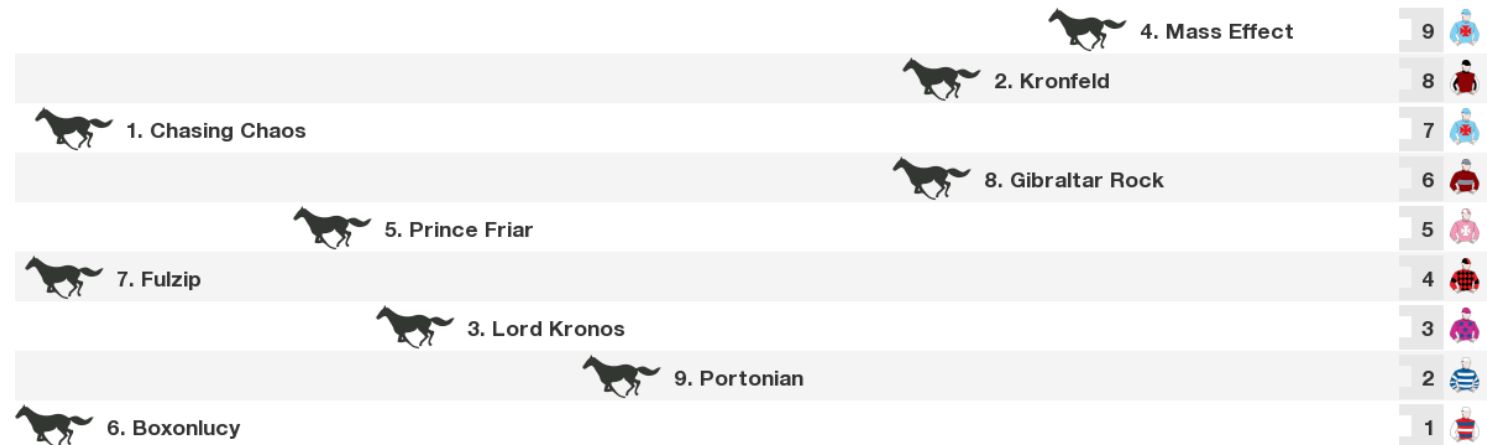 4. Mass Effect 9
2. Kronfeld 8
1. Chasing Chaos 7
8. Gibraltar Rock 6
5. Prince Friar 5
7. Fulzip 4
3. Lord Kronos 3
9. Portonian 2
6. Boxonlucy 1